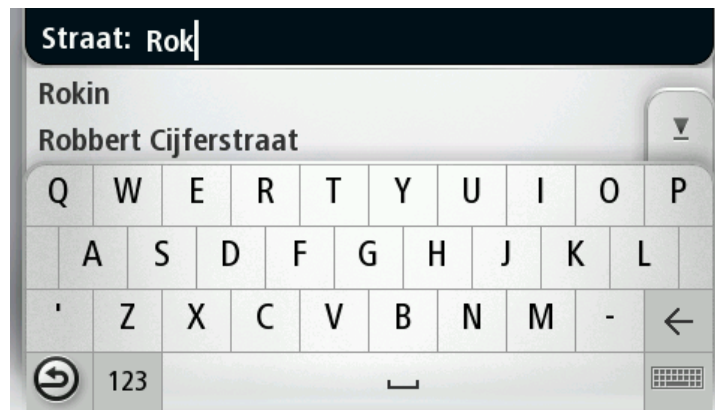 Straat: Rok
Rokin
Robbert Cijferstraat
Q W E R T Y U I O P
A S D F G H J K L
' Z X C V B N M -
123